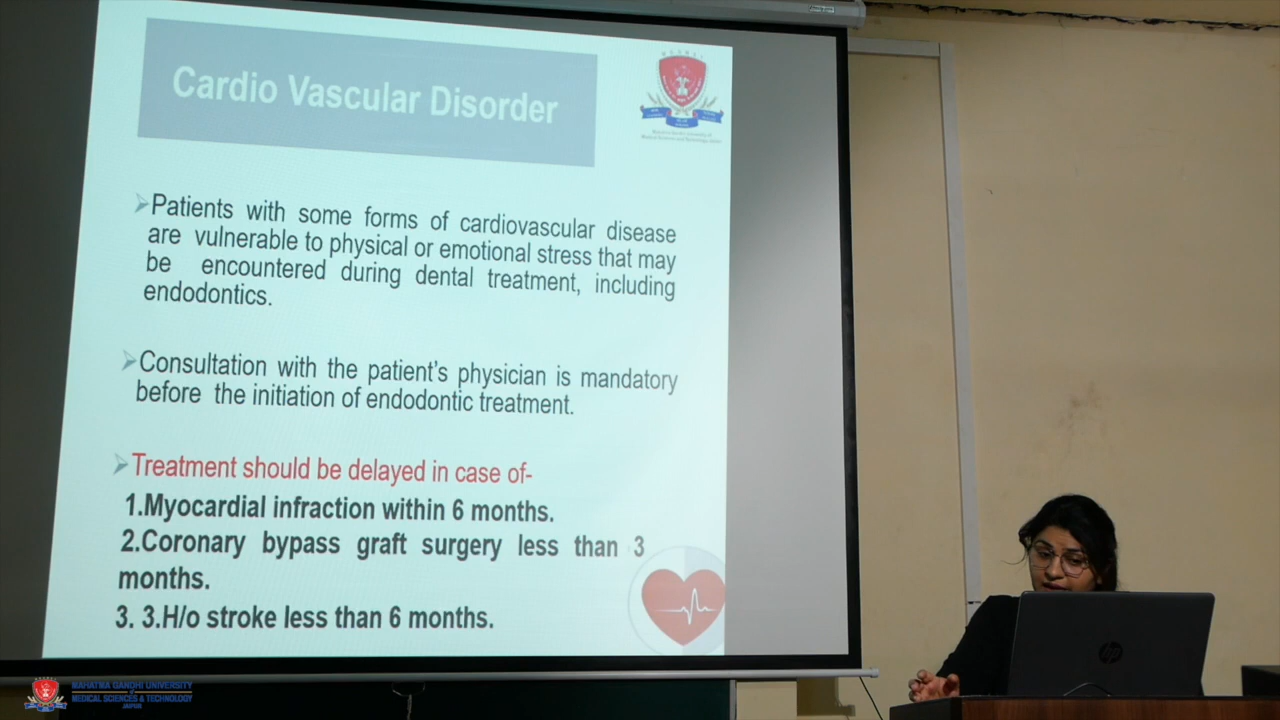 Cardio Vascular Disorder
Patients with some forms of cardiovascular disease
are vulnerable to physical or emotional stress that may
be encountered during dental treatment, including
endodontics.
Consultation with the patient's physician is mandatory
before the initiation of endodontic treatment.
Treatment should be delayed in case of-
1.Myocardial infraction within 6 months.
2.Coronary bypass graft surgery less than 3
months.
3. 3.H/o stroke less than 6 months.
hp
MAHATMA GANDHI UNIVERSITY
of
MEDICAL SCIENCES & TECHNOLOGY
JAIPUR